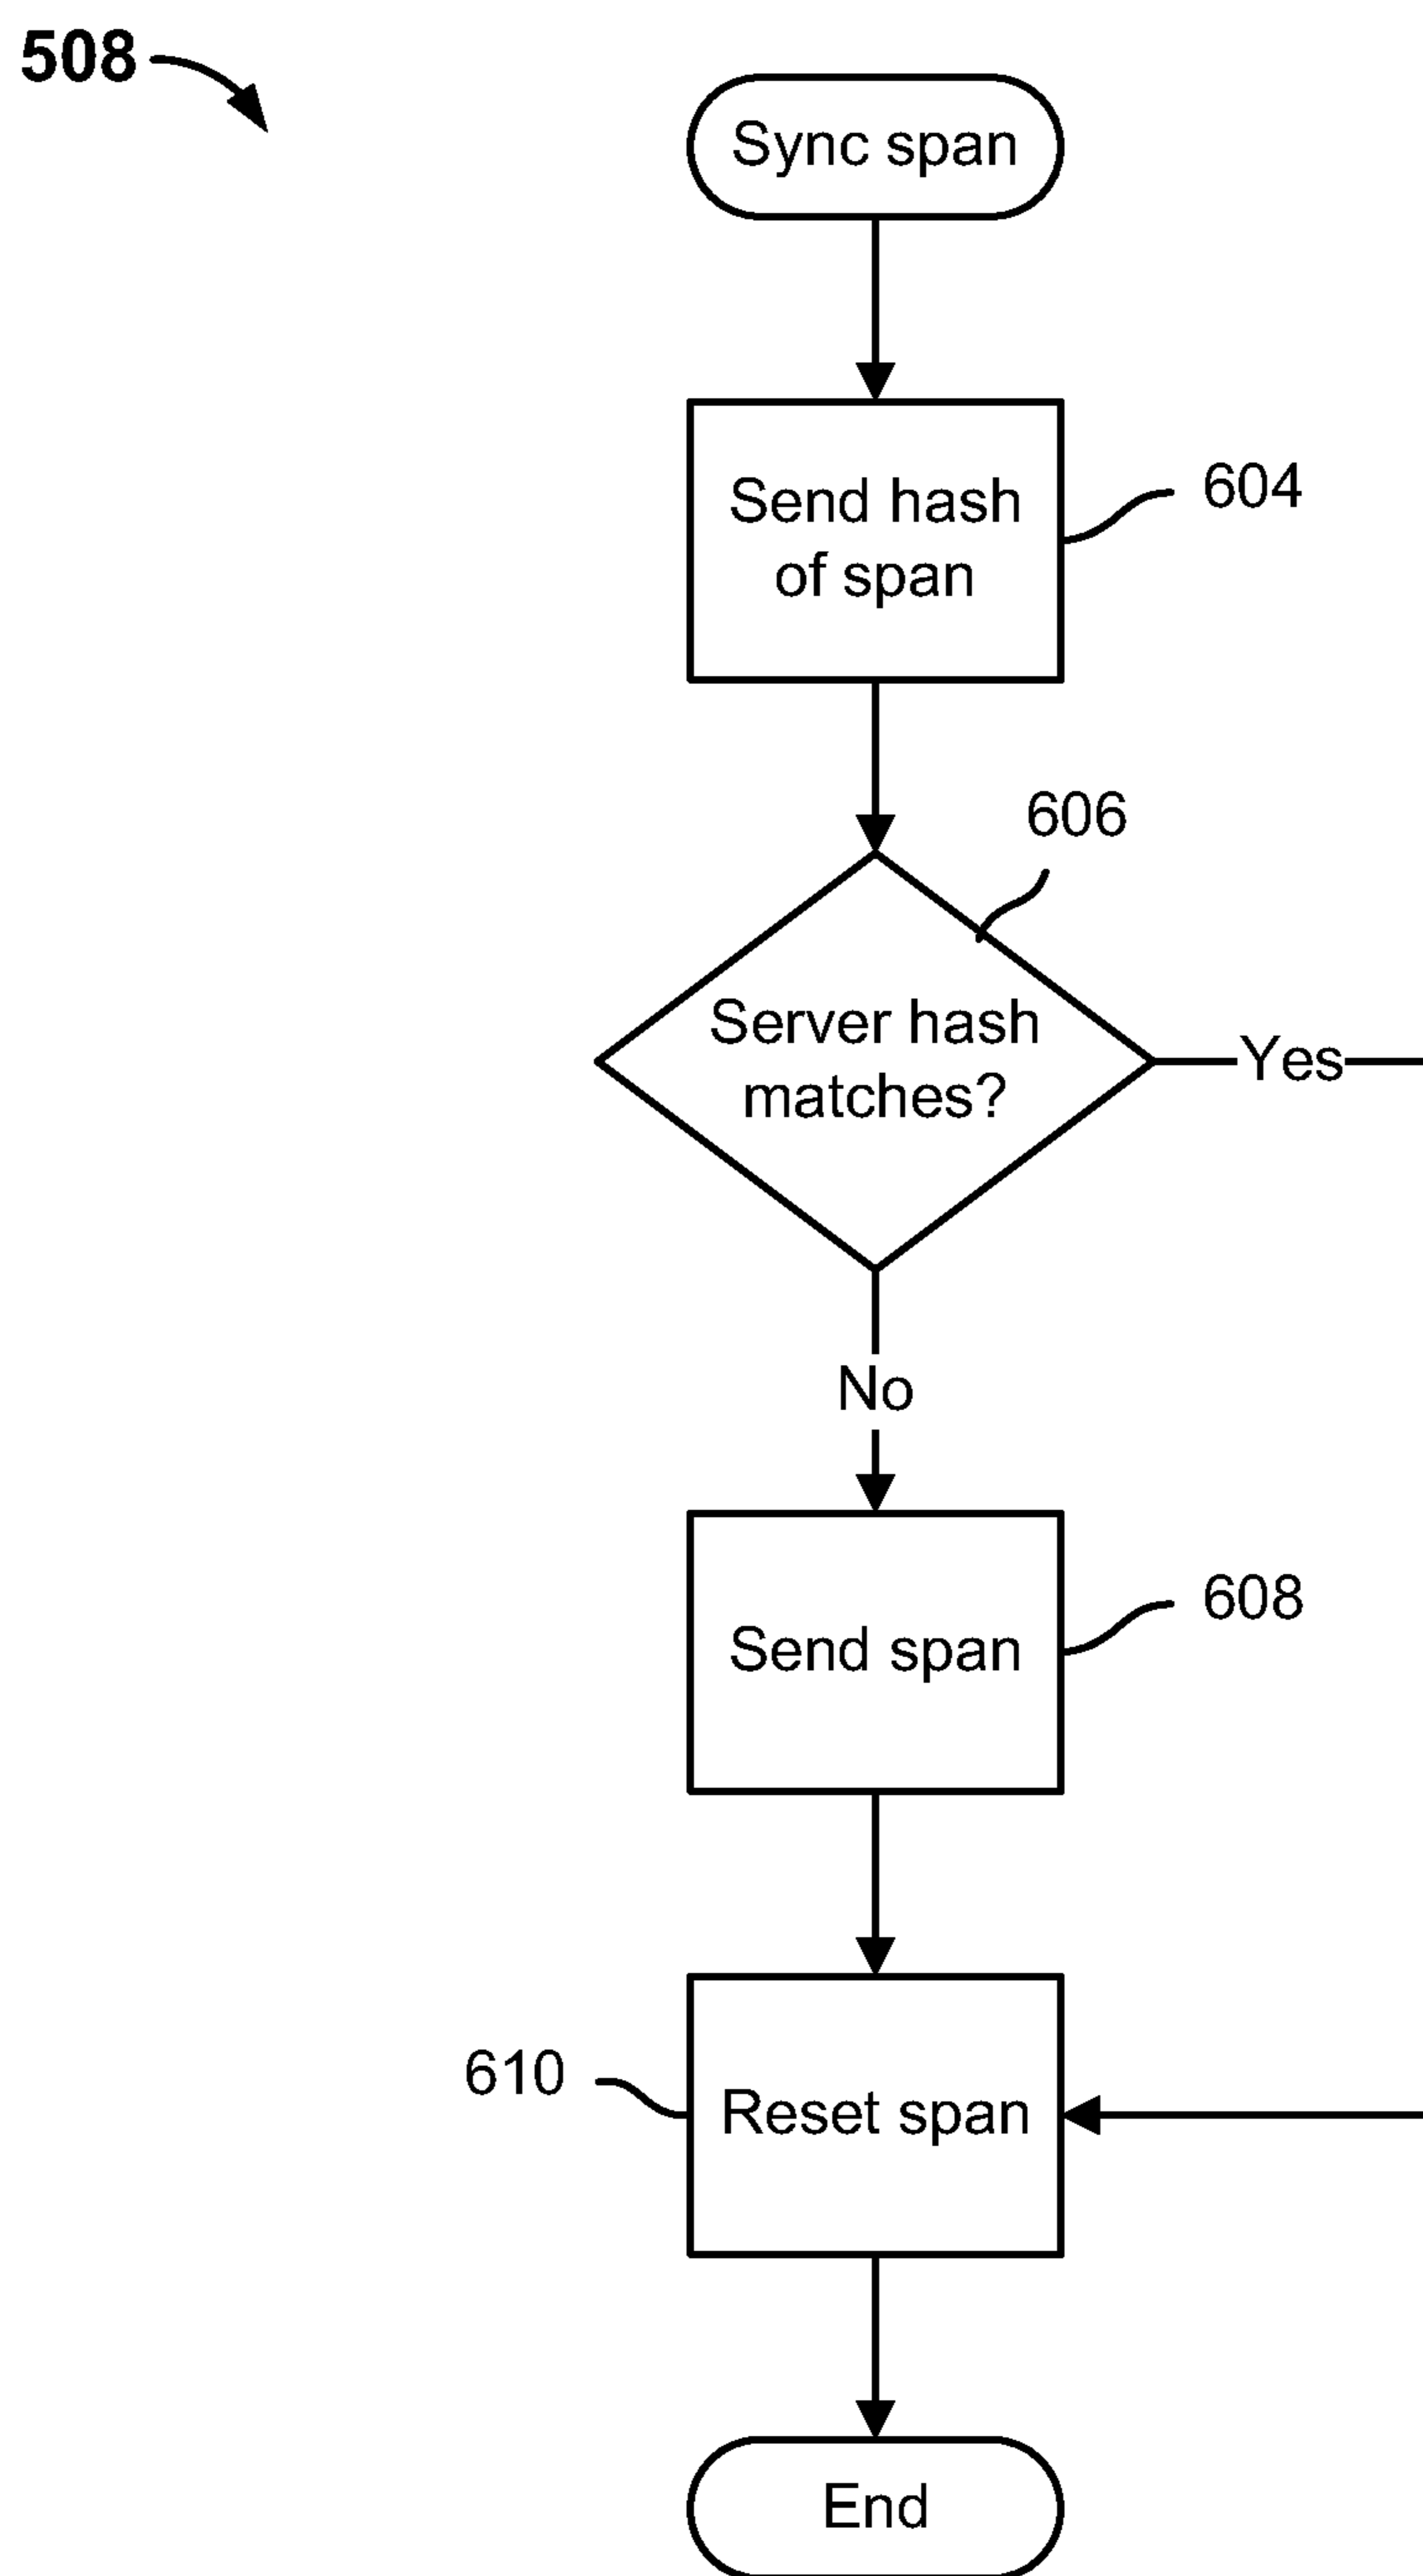 508
Sync span
Send hash
of span
604
606
Server hash
matches?
Yes
No
Send span
608
610
Reset span
End